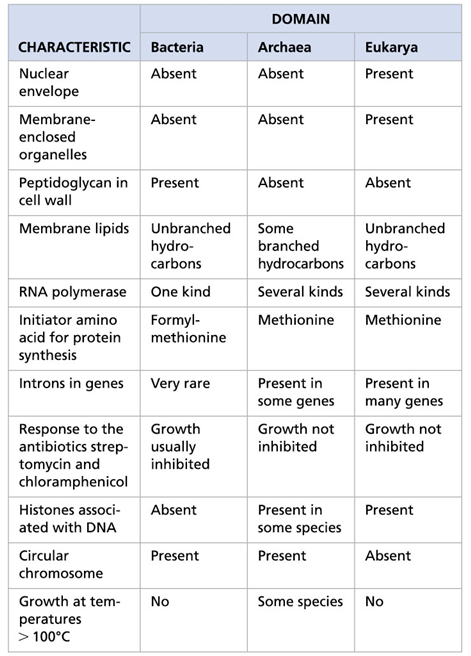 DOMAIN
CHARACTERISTIC Bacteria Archaea Eukarya
Nuclear Absent Absent Present
envelope
Membrane- Absent Absent Present
enclosed
organelles
Peptidoglycan in Present Absent Absent
cell wall
Membrane lipids Unbranched Some Unbranched
hydro- branched hydro-
carbons hydrocarbons carbons
RNA polymerase One kind Several kinds Several kinds
Initiator amino Formyl- Methionine Methionine
acid for protein methionine
synthesis
Introns in genes Very rare Present in Present in
some genes many genes
Response to the Growth Growth not Growth not
antibiotics strep- usually inhibited inhibited
tomycin and inhibited
chloramphenicol
Histones associ- Absent Present in Present
ated with DNA some species
Circular Present Present Absent
chromosome
Growth at tem- No Some species No
peratures
> 100°C